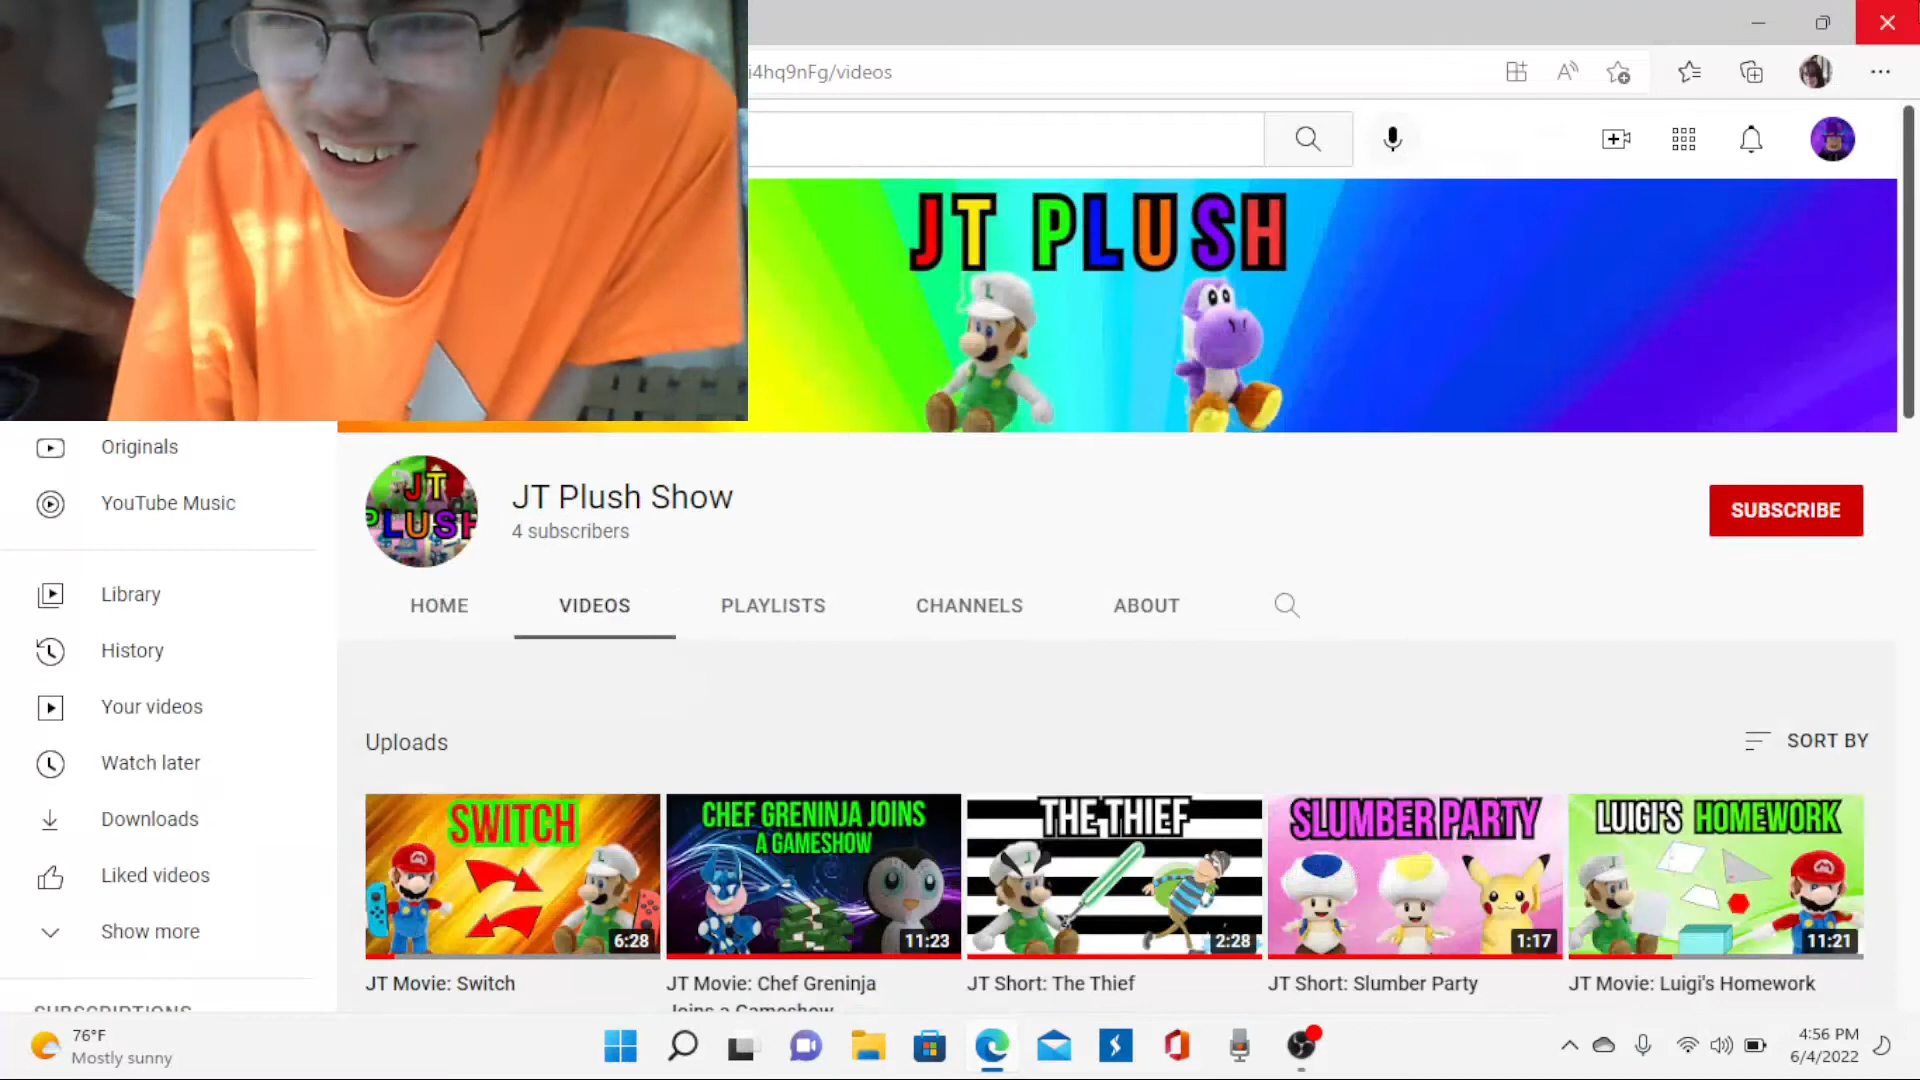 i4hq9nFg/videos
JT PLUSH
L
Originals
YouTube Music
JT
PLUSH
JT Plush Show
4 subscribers
SUBSCRIBE
HOME
VIDEOS
PLAYLISTS
CHANNELS
ABOUT
Library
History
Your videos
Watch later
Downloads
Liked videos
Show more
SUBSCRIPTIONS
Uploads
SORT BY
SWITCH
6:28
JT Movie: Switch
CHEF GRENINJA JOINS
A GAMESHOW
11:23
JT Movie: Chef Greninja
Joins a Gameshow
THE THIEF
2:28
JT Short: The Thief
SLUMBER PARTY
1:17
JT Short: Slumber Party
LUIGI'S HOMEWORK
11:21
JT Movie: Luigi's Homework
76°F
Mostly sunny
4:56 PM
6/4/2022